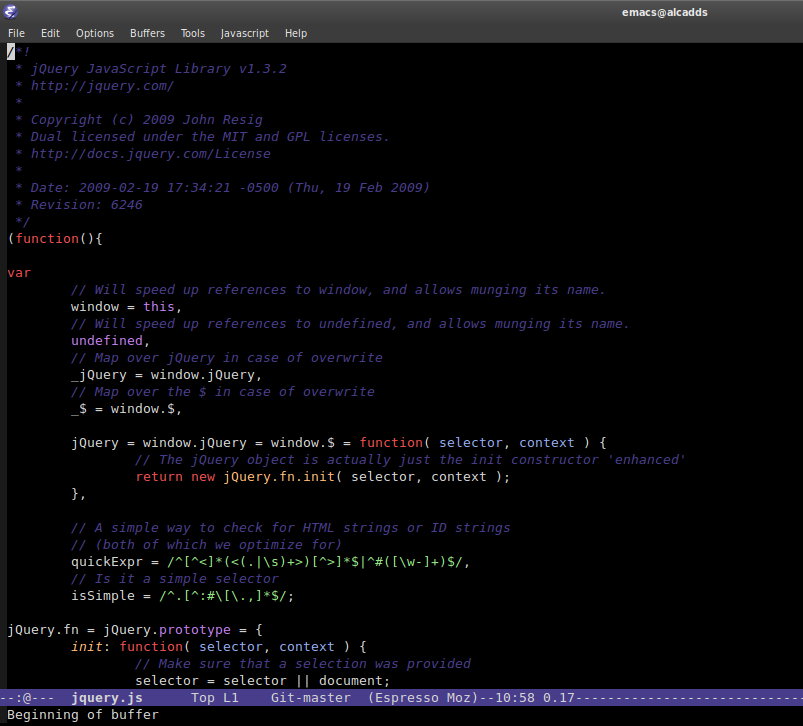 emacs@alcadds
File Edit Options Buffers Tools Javascript Help
/*!
 * jQuery JavaScript Library v1.3.2
 * http://jquery.com/
 *
 * Copyright (c) 2009 John Resig
 * Dual licensed under the MIT and GPL licenses.
 * http://docs.jquery.com/License
 *
 * Date: 2009-02-19 17:34:21 -0500 (Thu, 19 Feb 2009)
 * Revision: 6246
 */
(function(){

var
        // Will speed up references to window, and allows munging its name.
        window = this,
        // Will speed up references to undefined, and allows munging its name.
        undefined,
        // Map over jQuery in case of overwrite
        _jQuery = window.jQuery,
        // Map over the $ in case of overwrite
        _$ = window.$,

        jQuery = window.jQuery = window.$ = function( selector, context ) {
                // The jQuery object is actually just the init constructor 'enhanced'
                return new jQuery.fn.init( selector, context );
        },

        // A simple way to check for HTML strings or ID strings
        // (both of which we optimize for)
        quickExpr = /^[^<]*(<(.|\s)+>)[^>]*$|^#([\w-]+)$/,
        // Is it a simple selector
        isSimple = /^.[^:#\[\.,]*$/;

jQuery.fn = jQuery.prototype = {
        init: function( selector, context ) {
                // Make sure that a selection was provided
                selector = selector || document;
--:@---  jquery.js      Top L1    Git-master  (Espresso Moz)--10:58 0.17-----------------------------
Beginning of buffer